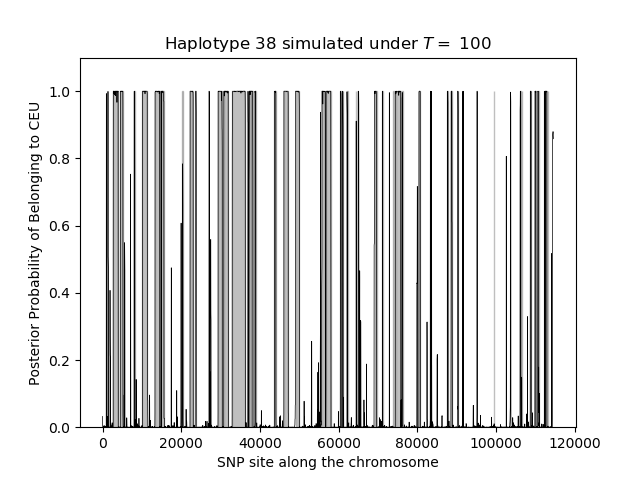 Haplotype 38 simulated under T = 100
Posterior Probability of Belonging to CEU
1.0
0.8
0.6
0.4
0.2
0.0
0 20000 40000 60000 80000 100000 120000
SNP site along the chromosome